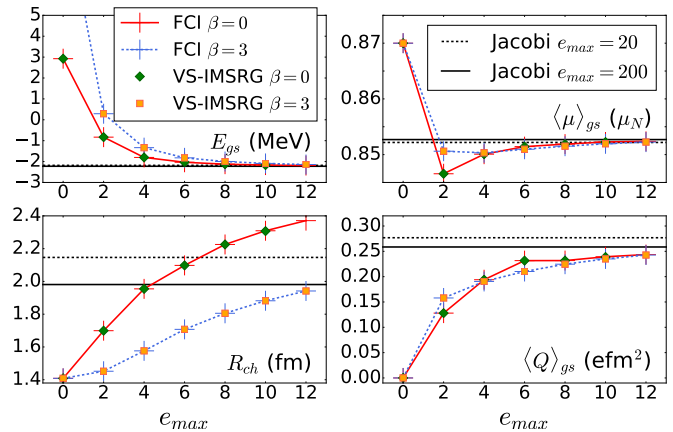 FCI β=0
FCI β=3
VS-IMSRG β=0
VS-IMSRG β=3
E_gs (MeV)
5
4
3
2
1
0
−1
−2
−3
0 2 4 6 8 10 12
Jacobi e_max=20
Jacobi e_max=200
⟨μ⟩_gs (μ_N)
0.87
0.86
0.85
0 2 4 6 8 10 12
2.4
2.2
2.0
1.8
1.6
1.4
R_ch (fm)
0 2 4 6 8 10 12
e_max
0.30
0.25
0.20
0.15
0.10
0.05
0.00
⟨Q⟩_gs (efm²)
0 2 4 6 8 10 12
e_max